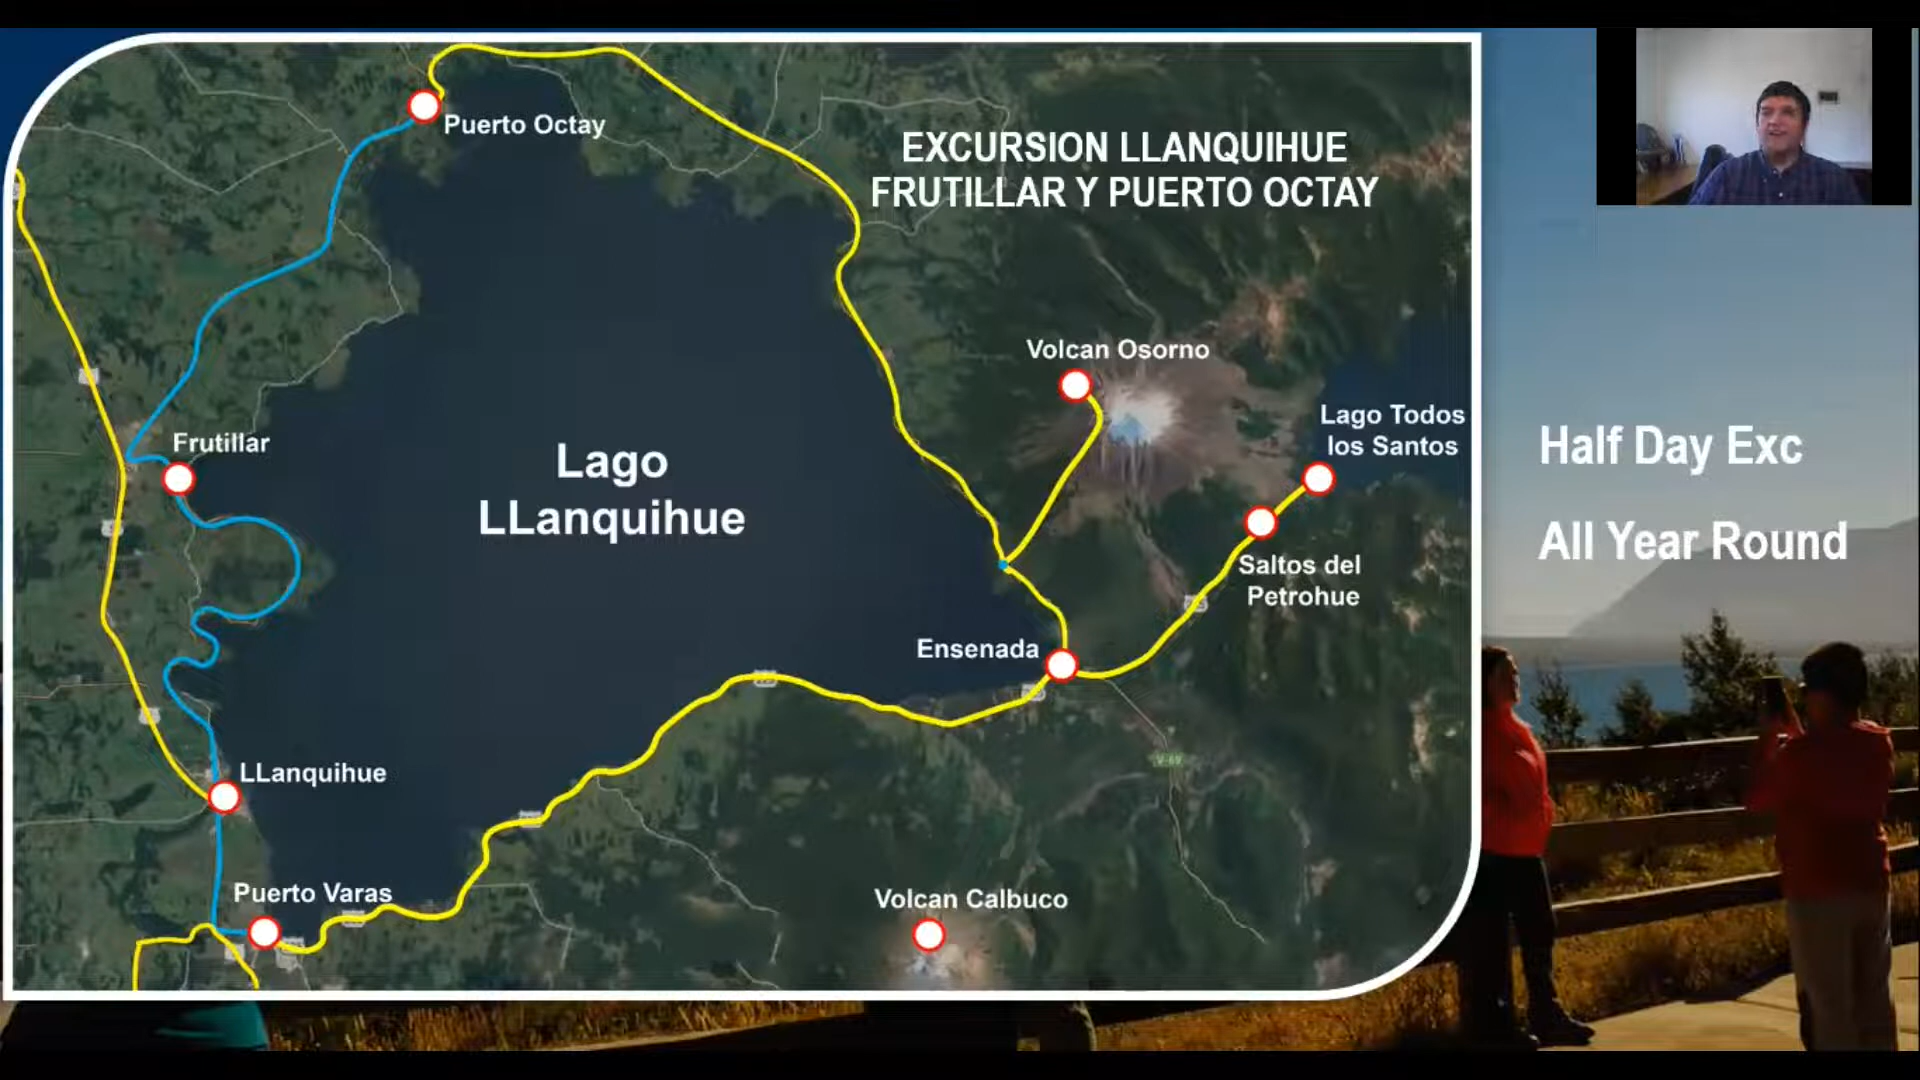 Puerto Octay
EXCURSION LLANQUIHUE
FRUTILLAR Y PUERTO OCTAY
Volcan Osorno
Lago Todos
los Santos
Frutillar
Lago
LLanquihue
Saltos del
Petrohue
Ensenada
V-69
LLanquihue
Puerto Varas
Volcan Calbuco
Half Day Exc
All Year Round